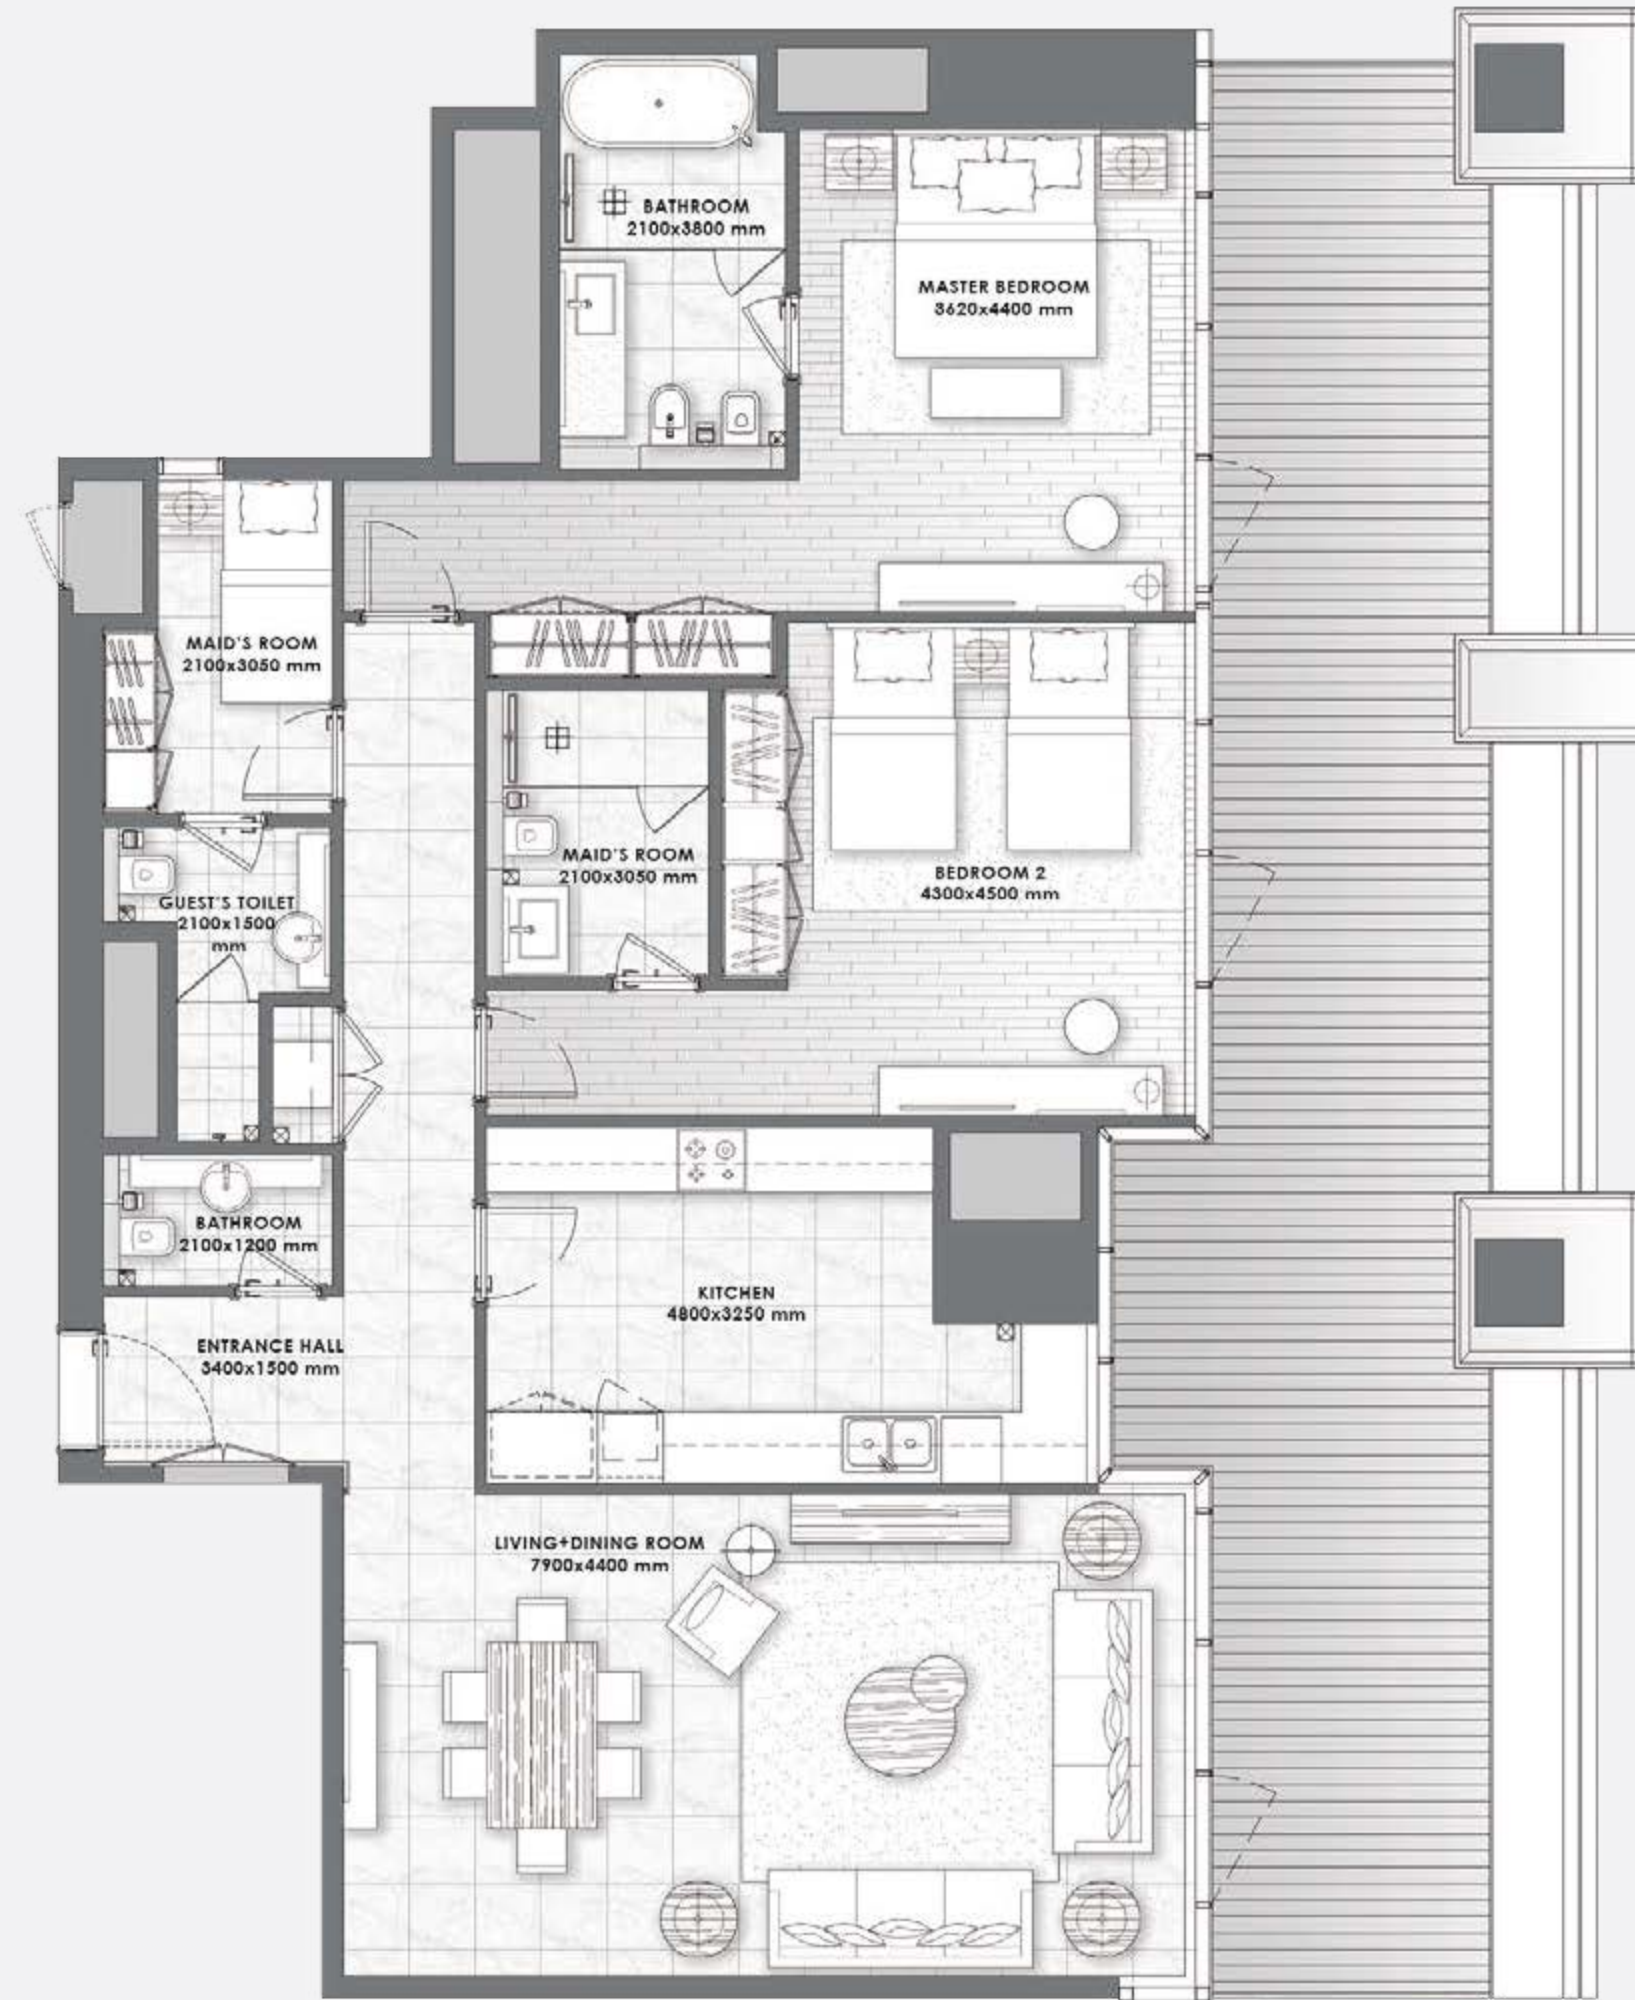 BATHROOM
2100x3800 mm
MASTER BEDROOM
3620x4400 mm
MAID'S ROOM
2100x3050 mm
MAID'S ROOM
2100x3050 mm
BEDROOM 2
4300x4500 mm
GUEST'S TOILET
2100x1500
mm
BATHROOM
2100x1200 mm
KITCHEN
4800x3250 mm
ENTRANCE HALL
3400x1500 mm
LIVING+DINING ROOM
7900x4400 mm